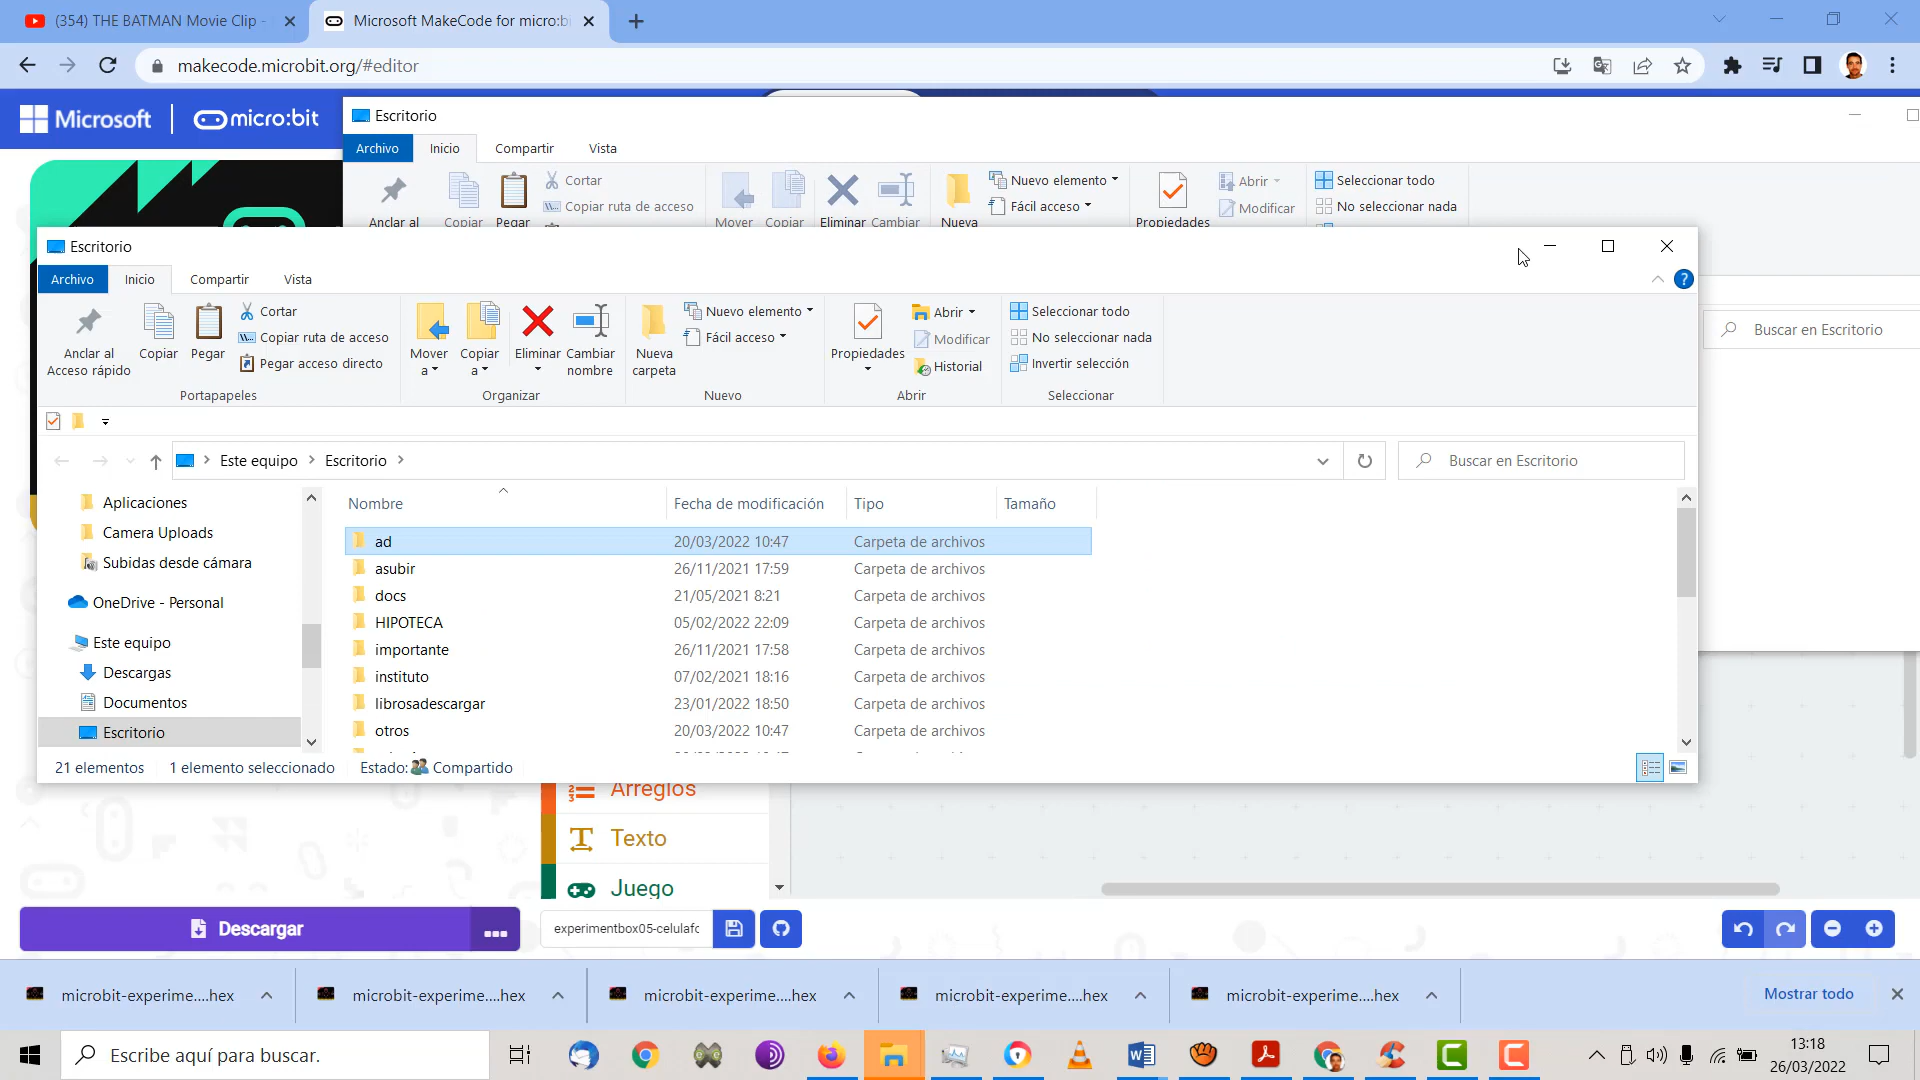 (354) THE BATMAN Movie Clip -
Microsoft MakeCode for micro:bi
makecode.microbit.org/#editor
Microsoft
micro:bit
Escritorio
Archivo Inicio Compartir Vista
Anclar al
Copiar
Pegar
Cortar
Copiar ruta de acceso
Mover
Copiar
Eliminar
Cambiar
Nueva
Nuevo elemento
Fácil acceso
Propiedades
Abrir
Modificar
Seleccionar todo
No seleccionar nada
Buscar en Escritorio
Escritorio
Archivo Inicio Compartir Vista
Anclar al
Acceso rápido
Copiar
Pegar
Cortar
Copiar ruta de acceso
Pegar acceso directo
Portapapeles
Mover
a
Copiar
a
Eliminar
Cambiar
nombre
Organizar
Nueva
carpeta
Nuevo elemento
Fácil acceso
Nuevo
Propiedades
Abrir
Modificar
Historial
Abrir
Seleccionar todo
No seleccionar nada
Invertir selección
Seleccionar
Este equipo > Escritorio >
Buscar en Escritorio
Aplicaciones
Camera Uploads
Subidas desde cámara
OneDrive - Personal
Este equipo
Descargas
Documentos
Escritorio
Nombre Fecha de modificación Tipo Tamaño
ad 20/03/2022 10:47 Carpeta de archivos
asubir 26/11/2021 17:59 Carpeta de archivos
docs 21/05/2021 8:21 Carpeta de archivos
HIPOTECA 05/02/2022 22:09 Carpeta de archivos
importante 26/11/2021 17:58 Carpeta de archivos
instituto 07/02/2021 18:16 Carpeta de archivos
librosadescargar 23/01/2022 18:50 Carpeta de archivos
otros 20/03/2022 10:47 Carpeta de archivos
21 elementos 1 elemento seleccionado Estado: Compartido
Arreglos
Texto
Juego
Descargar
...
experimentbox05-celulafo
microbit-experime....hex
microbit-experime....hex
microbit-experime....hex
microbit-experime....hex
microbit-experime....hex
Mostrar todo
Escribe aquí para buscar.
13:18
26/03/2022